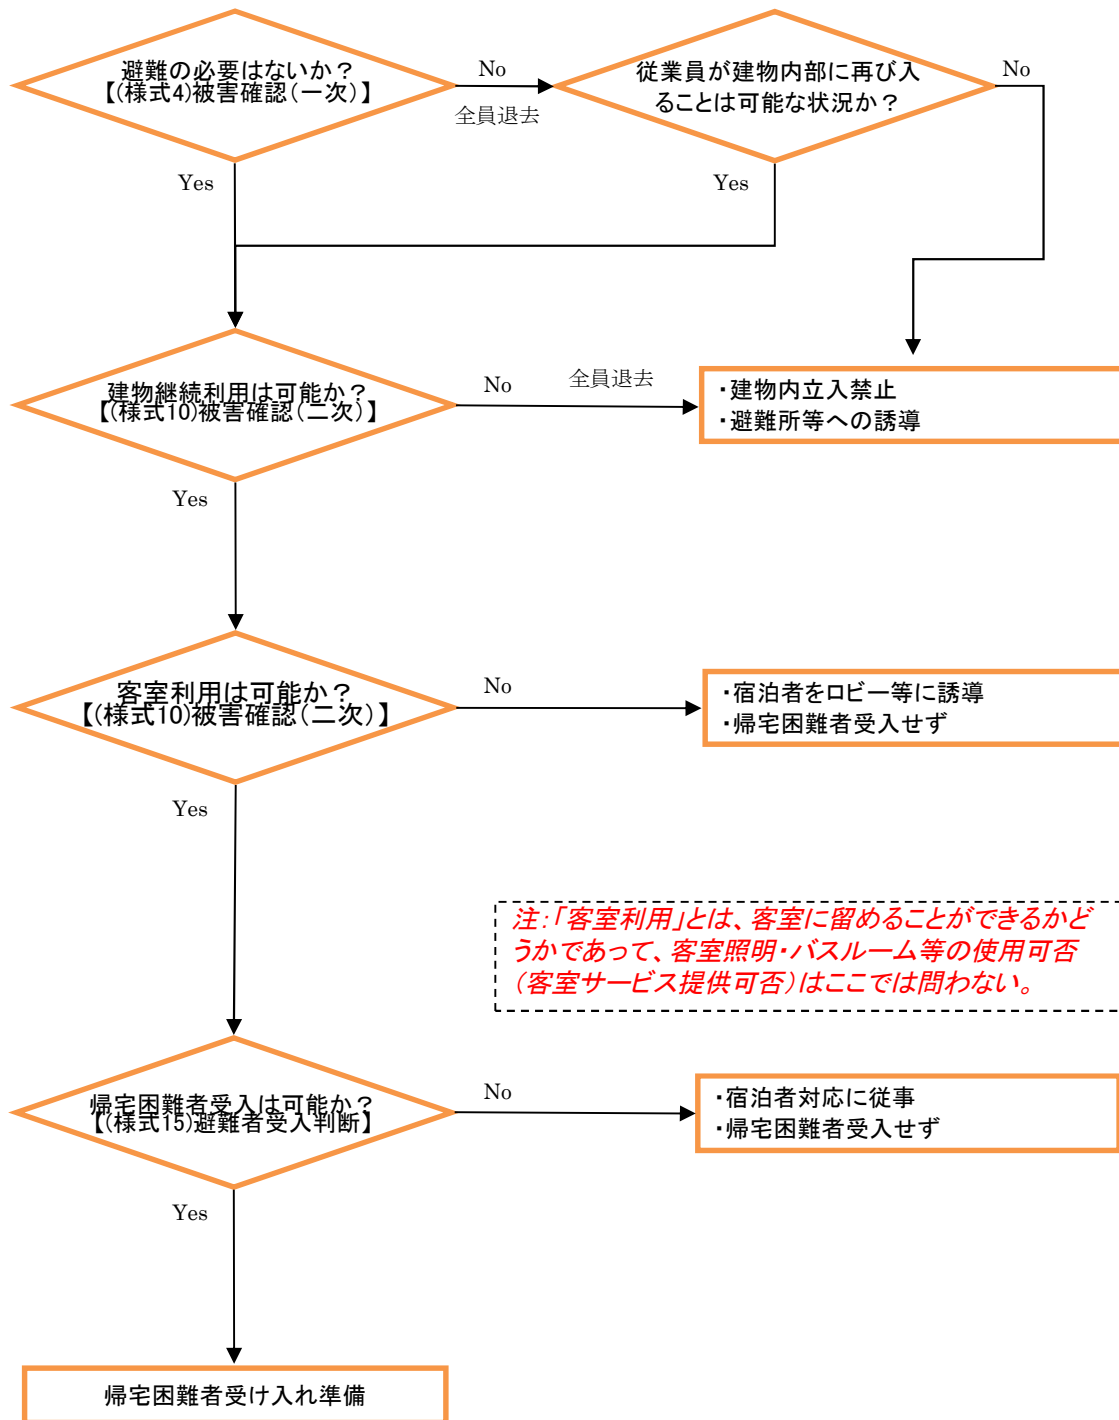 避難の必要はないか？
【(様式4)被害確認（一次）】
No
全員退去
従業員が建物内部に再び入
ることは可能な状況か？
No
Yes
Yes
建物継続利用は可能か？
【(様式10)被害確認（二次）】
No
全員退去
・建物内立入禁止
・避難所等への誘導
Yes
客室利用は可能か？
【(様式10)被害確認（二次）】
No
・宿泊者をロビー等に誘導
・帰宅困難者受入せず
Yes
注：「客室利用」とは、客室に留めることができるかど
うかであって、客室照明・バスルーム等の使用可否
（客室サービス提供可否）はここでは問わない。
帰宅困難者受入は可能か？
【(様式15)避難者受入判断】
No
・宿泊者対応に従事
・帰宅困難者受入せず
Yes
帰宅困難者受け入れ準備